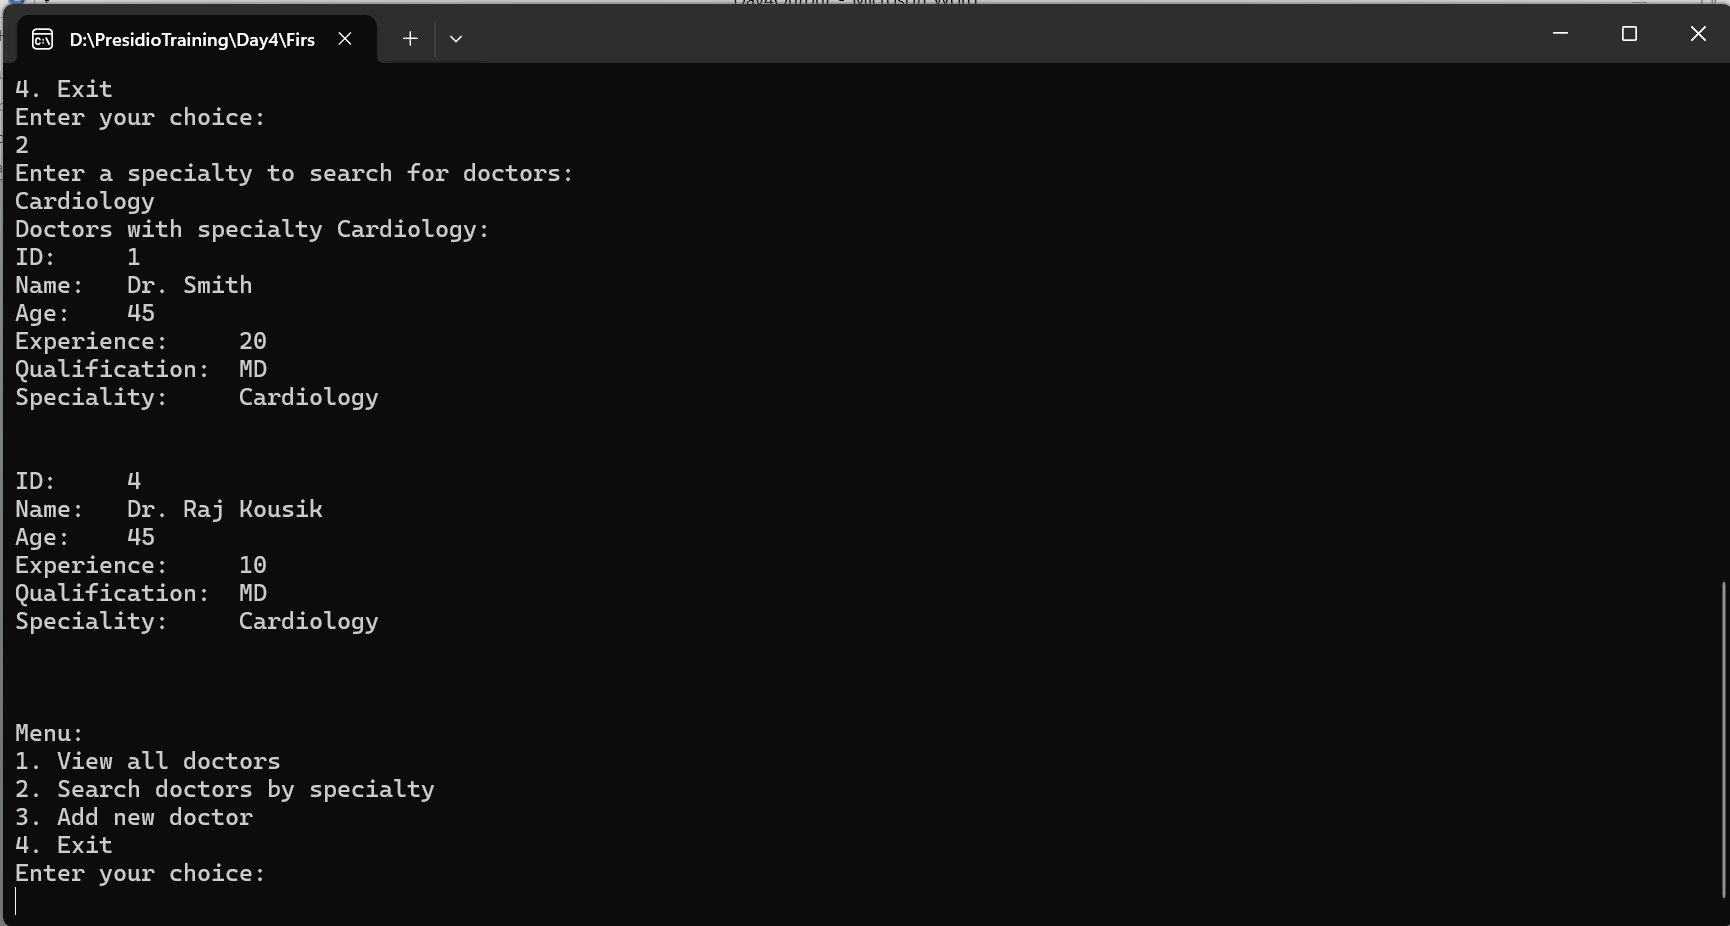 D:\PresidioTraining\Day4\Firs
4. Exit
Enter your choice:
2
Enter a specialty to search for doctors:
Cardiology
Doctors with specialty Cardiology:
ID: 1
Name: Dr. Smith
Age: 45
Experience: 20
Qualification: MD
Speciality: Cardiology
ID: 4
Name: Dr. Raj Kousik
Age: 45
Experience: 10
Qualification: MD
Speciality: Cardiology
Menu:
1. View all doctors
2. Search doctors by specialty
3. Add new doctor
4. Exit
Enter your choice: